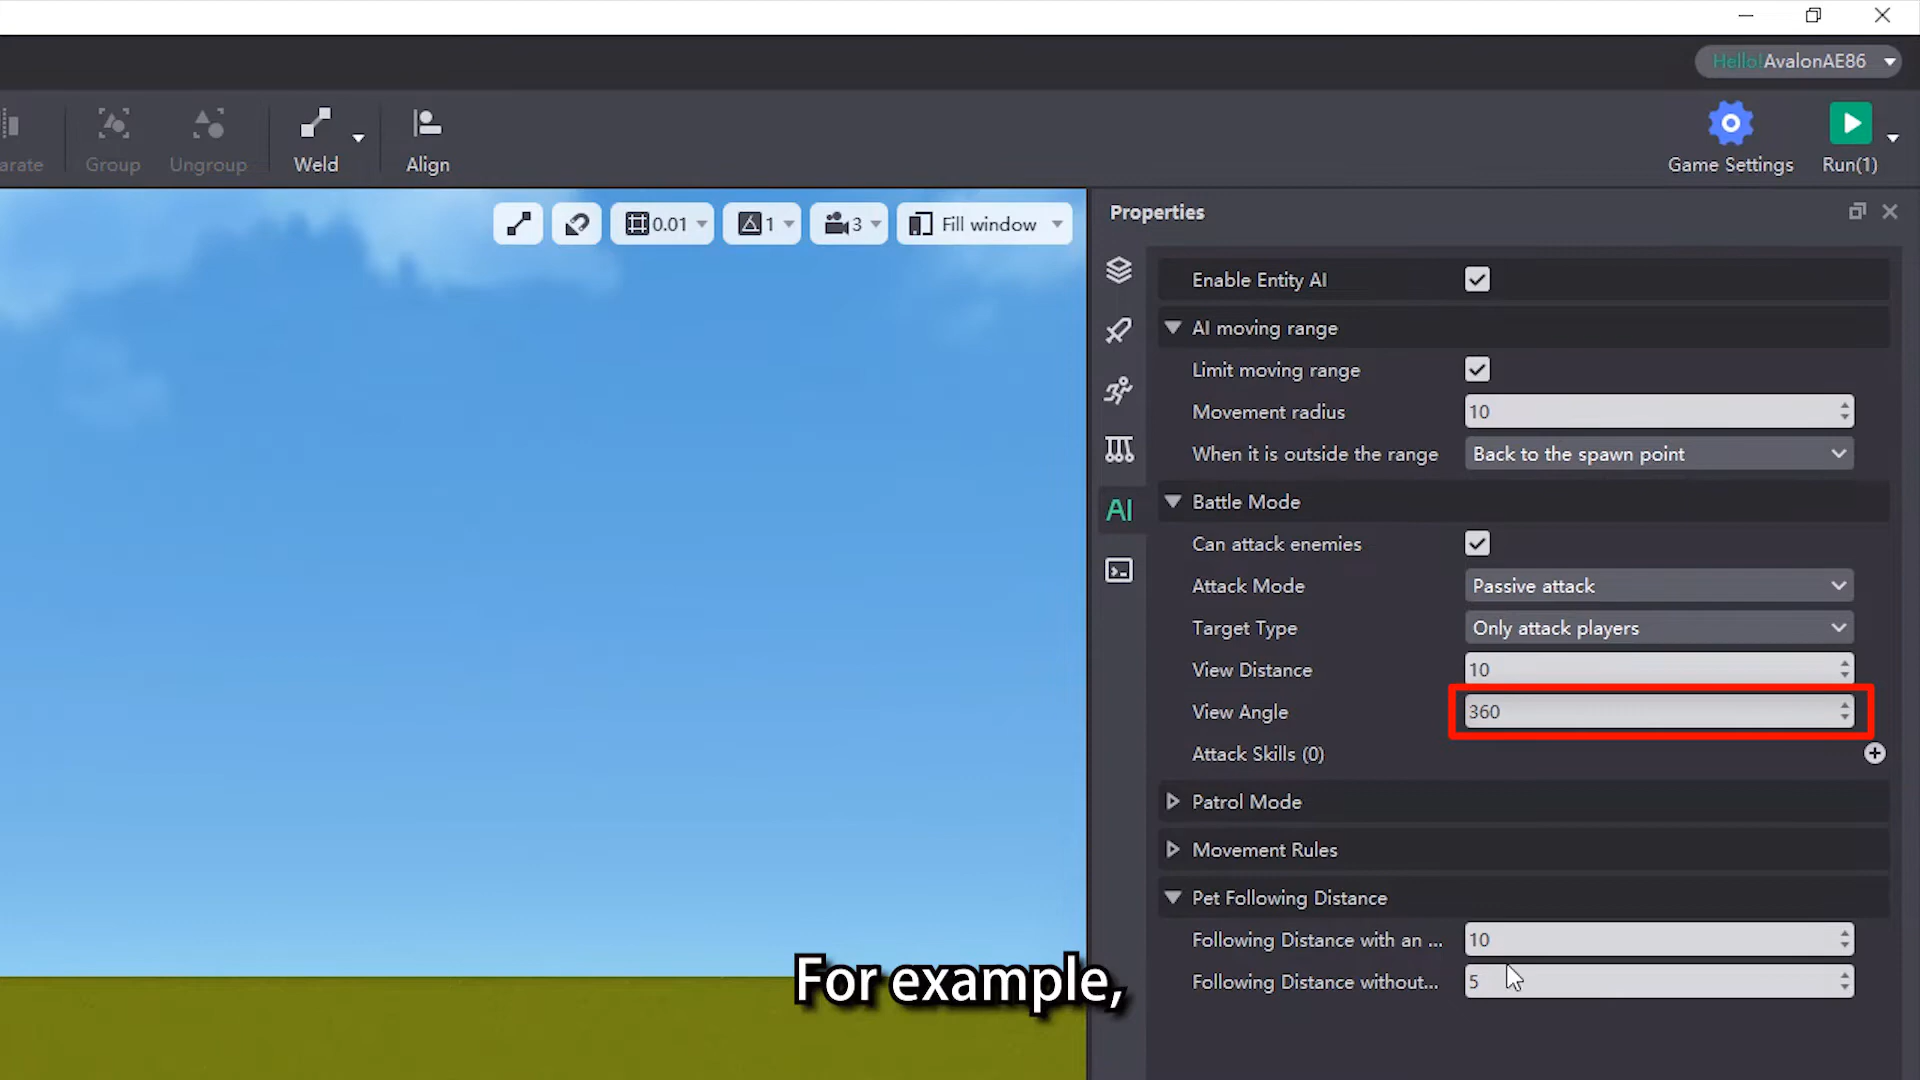 Hello!AvalonAE86
arate
Group
Ungroup
Weld
Align
Game Settings
Run(1)
0.01
1
3
Fill window
Properties
Enable Entity AI
AI moving range
Limit moving range
Movement radius
10
When it is outside the range
Back to the spawn point
AI
Battle Mode
Can attack enemies
Attack Mode
Passive attack
Target Type
Only attack players
View Distance
10
View Angle
360
Attack Skills (0)
Patrol Mode
Movement Rules
Pet Following Distance
Following Distance with an ...
10
Following Distance without...
5
For example,